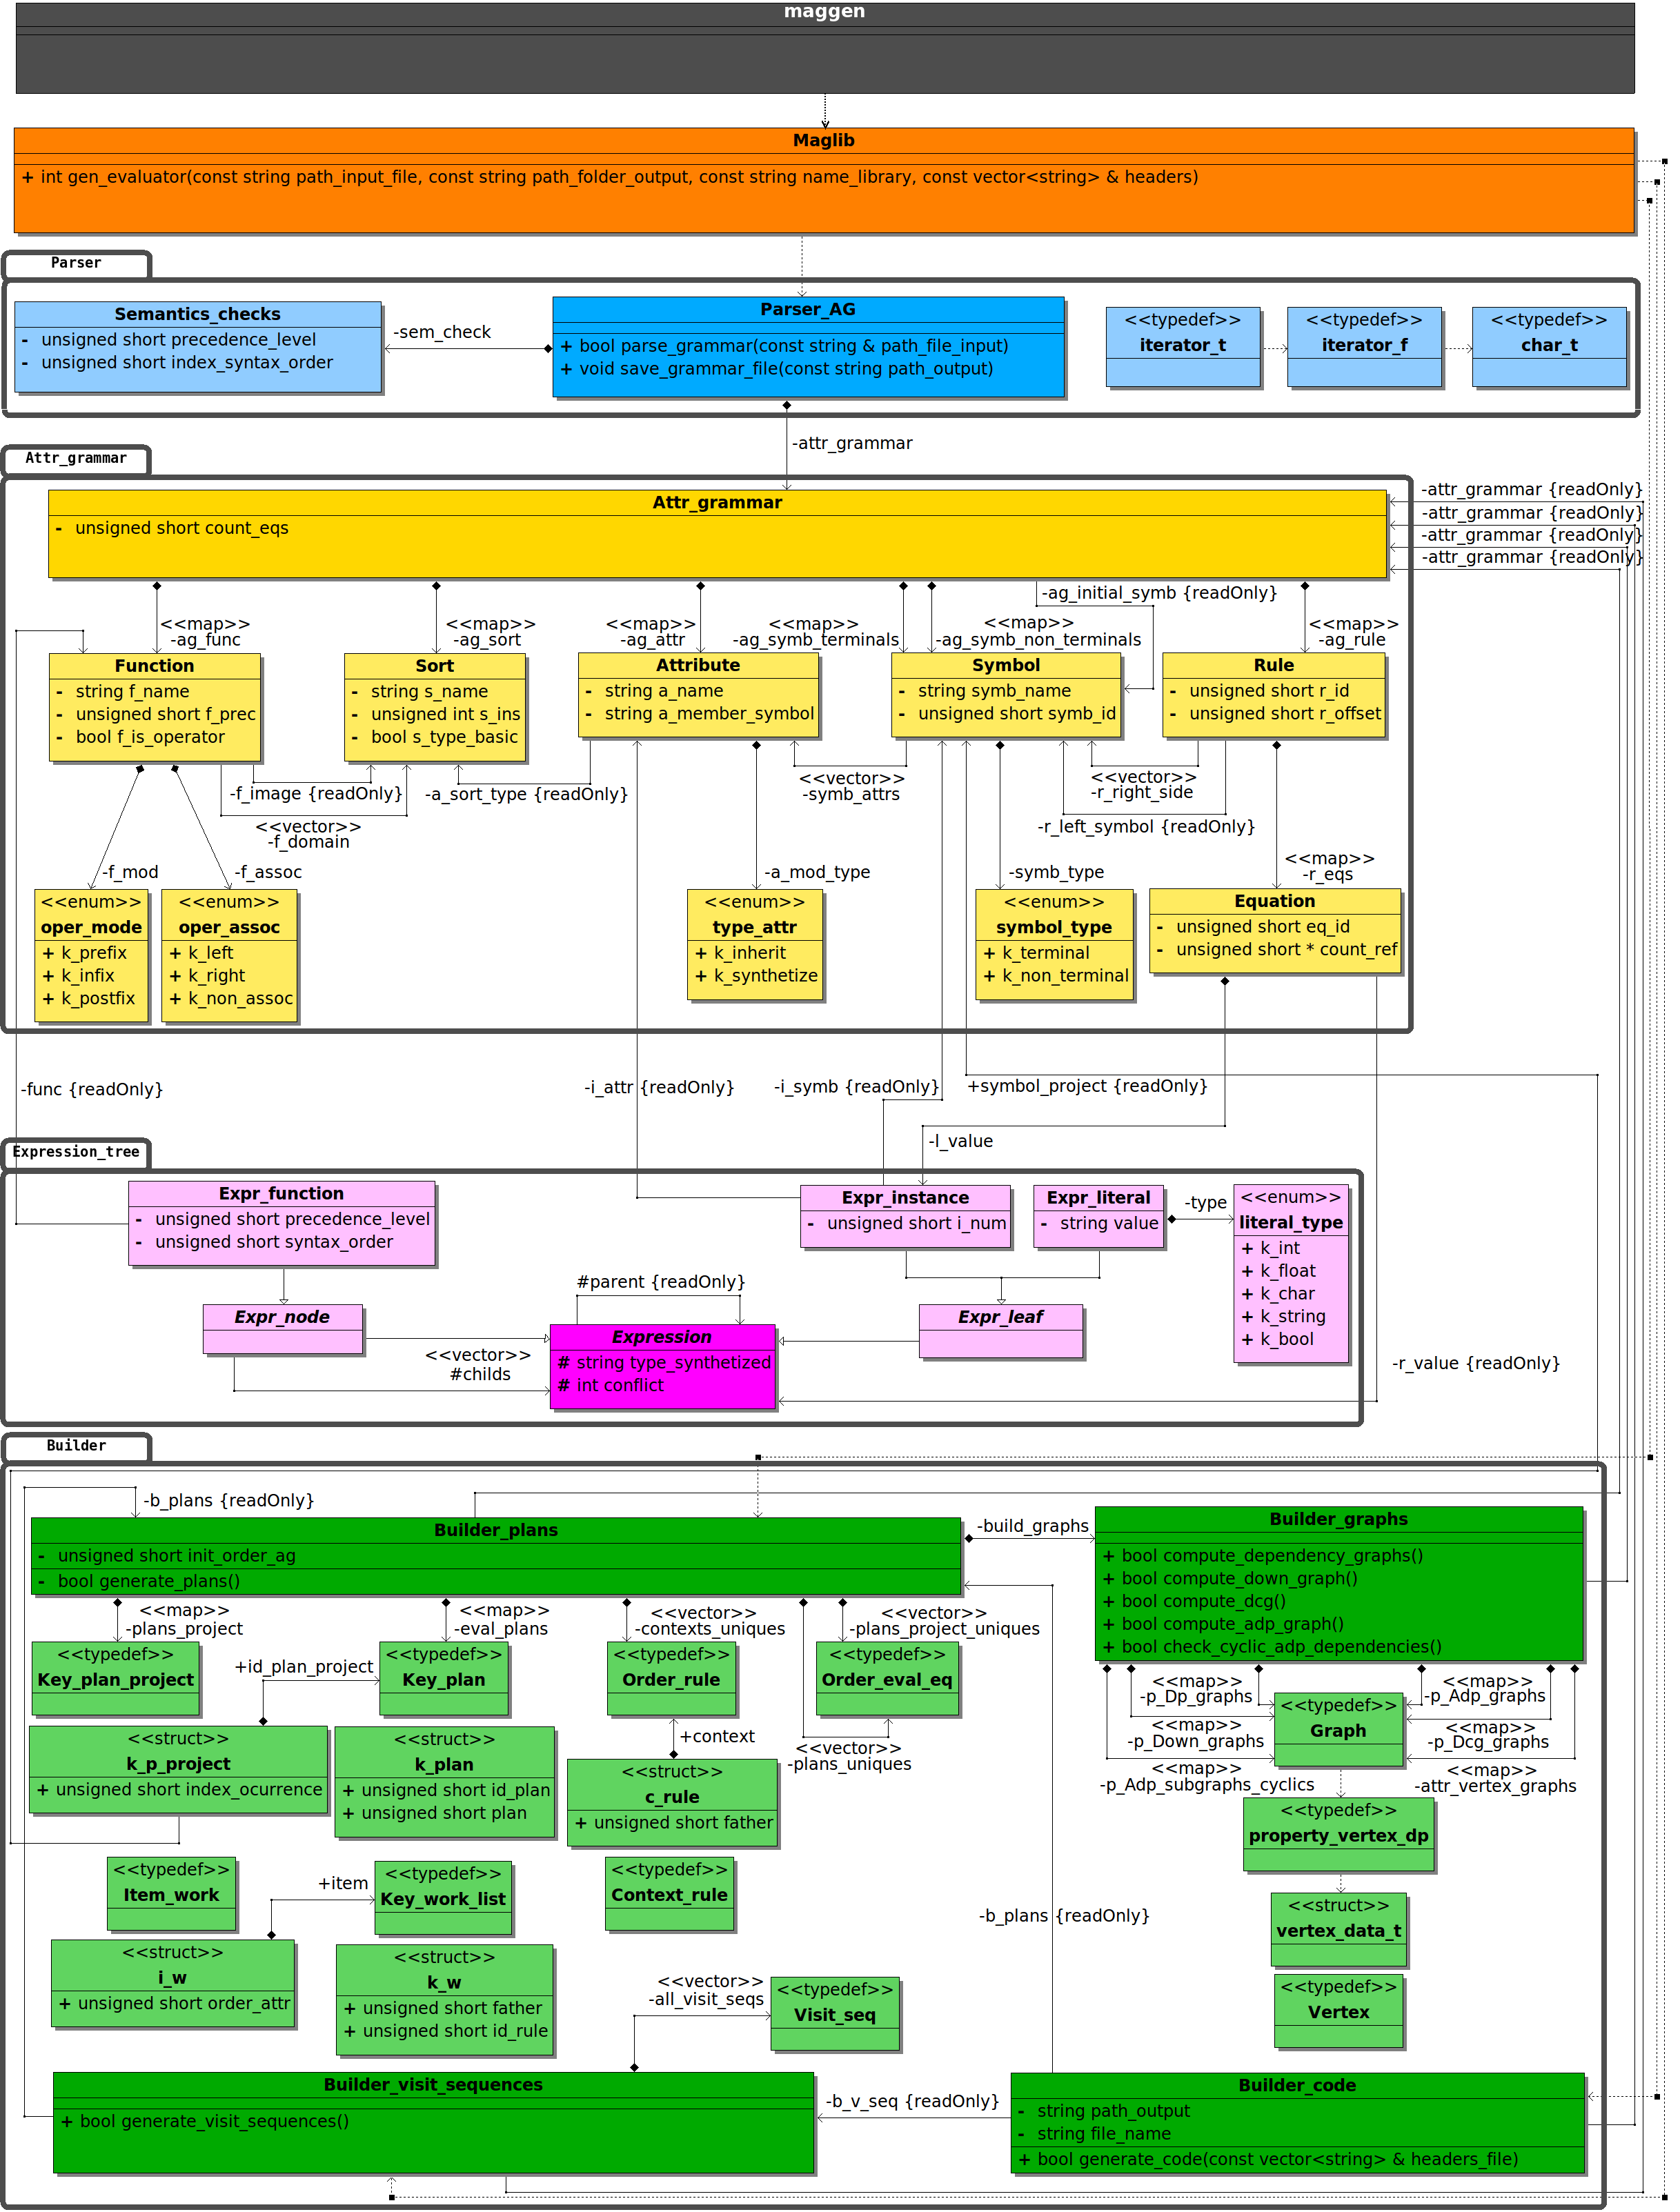 maggen
Maglib
+ int gen_evaluator(const string path_input_file, const string path_folder_output, const string name_library, const vector<string> & headers)
Parser
Semantics_checks
- unsigned short precedence_level
- unsigned short index_syntax_order
-sem_check
Parser_AG
+ bool parse_grammar(const string & path_file_input)
+ void save_grammar_file(const string path_output)
<<typedef>>
iterator_t
<<typedef>>
iterator_f
<<typedef>>
char_t
-attr_grammar
Attr_grammar
Attr_grammar
- unsigned short count_eqs
-attr_grammar {readOnly}
-attr_grammar {readOnly}
-attr_grammar {readOnly}
-attr_grammar {readOnly}
<<map>>
-ag_func
<<map>>
-ag_sort
<<map>>
-ag_attr
<<map>>
-ag_symb_terminals
<<map>>
-ag_symb_non_terminals
-ag_initial_symb {readOnly}
<<map>>
-ag_rule
Function
- string f_name
- unsigned short f_prec
- bool f_is_operator
Sort
- string s_name
- unsigned int s_ins
- bool s_type_basic
Attribute
- string a_name
- string a_member_symbol
Symbol
- string symb_name
- unsigned short symb_id
Rule
- unsigned short r_id
- unsigned short r_offset
-f_image {readOnly}
<<vector>>
-f_domain
-a_sort_type {readOnly}
<<vector>>
-symb_attrs
<<vector>>
-r_right_side
-r_left_symbol {readOnly}
-f_mod
-f_assoc
-a_mod_type
-symb_type
<<map>>
-r_eqs
<<enum>>
oper_mode
+ k_prefix
+ k_infix
+ k_postfix
<<enum>>
oper_assoc
+ k_left
+ k_right
+ k_non_assoc
<<enum>>
type_attr
+ k_inherit
+ k_synthetize
<<enum>>
symbol_type
+ k_terminal
+ k_non_terminal
Equation
- unsigned short eq_id
- unsigned short * count_ref
-func {readOnly}
-i_attr {readOnly}
-i_symb {readOnly}
+symbol_project {readOnly}
-l_value
Expression_tree
Expr_function
- unsigned short precedence_level
- unsigned short syntax_order
Expr_instance
- unsigned short i_num
Expr_literal
- string value
-type
<<enum>>
literal_type
+ k_int
+ k_float
+ k_char
+ k_string
+ k_bool
#parent {readOnly}
Expr_node
Expr_leaf
Expression
# string type_synthetized
# int conflict
<<vector>>
#childs
-r_value {readOnly}
Builder
-b_plans {readOnly}
Builder_plans
- unsigned short init_order_ag
- bool generate_plans()
-build_graphs
Builder_graphs
+ bool compute_dependency_graphs()
+ bool compute_down_graph()
+ bool compute_dcg()
+ bool compute_adp_graph()
+ bool check_cyclic_adp_dependencies()
<<map>>
-plans_project
<<map>>
-eval_plans
<<vector>>
-contexts_uniques
<<vector>>
-plans_project_uniques
<<typedef>>
Key_plan_project
+id_plan_project
<<typedef>>
Key_plan
<<typedef>>
Order_rule
<<typedef>>
Order_eval_eq
<<map>>
-p_Dp_graphs
<<map>>
-p_Adp_graphs
<<map>>
-p_Down_graphs
<<map>>
-p_Dcg_graphs
<<map>>
-p_Adp_subgraphs_cyclics
<<map>>
-attr_vertex_graphs
<<typedef>>
Graph
<<struct>>
k_p_project
+ unsigned short index_ocurrence
<<struct>>
k_plan
+ unsigned short id_plan
+ unsigned short plan
+context
<<struct>>
c_rule
+ unsigned short father
<<vector>>
-plans_uniques
<<typedef>>
property_vertex_dp
<<typedef>>
Item_work
+item
<<typedef>>
Key_work_list
<<typedef>>
Context_rule
<<struct>>
vertex_data_t
-b_plans {readOnly}
<<struct>>
i_w
+ unsigned short order_attr
<<struct>>
k_w
+ unsigned short father
+ unsigned short id_rule
<<vector>>
-all_visit_seqs
<<typedef>>
Visit_seq
<<typedef>>
Vertex
Builder_visit_sequences
+ bool generate_visit_sequences()
-b_v_seq {readOnly}
Builder_code
- string path_output
- string file_name
+ bool generate_code(const vector<string> & headers_file)